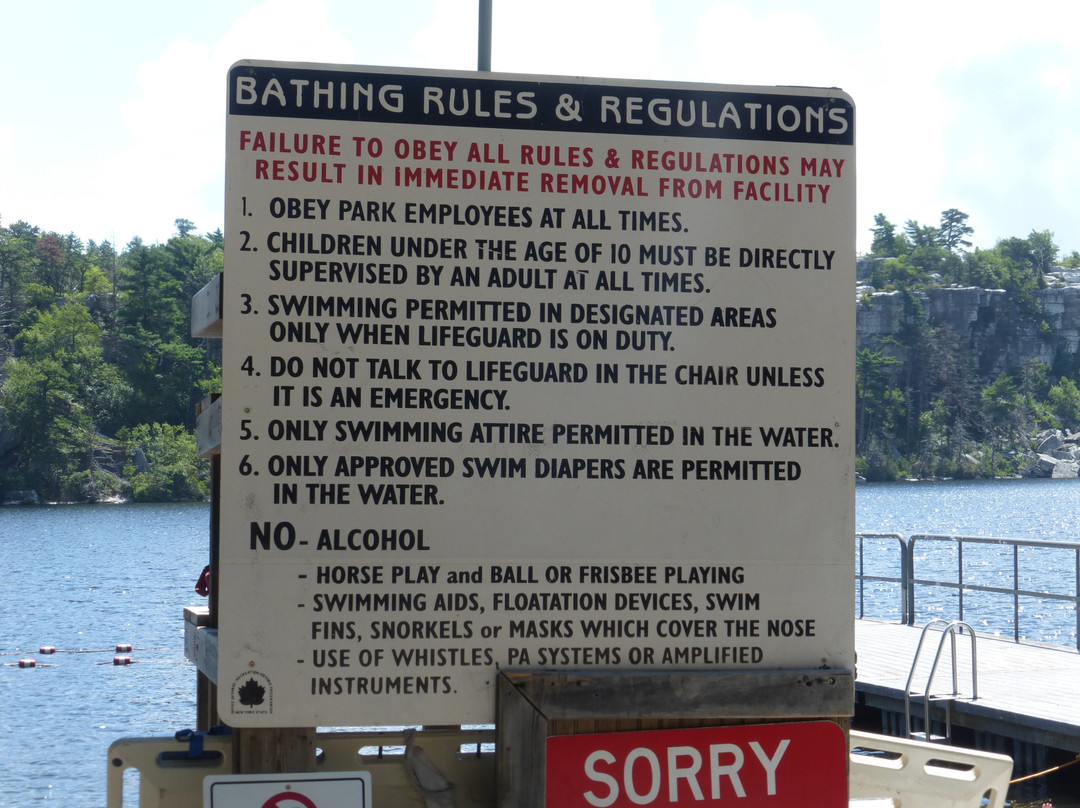 BATHING RULES & REGULATIONS
FAILURE TO OBEY ALL RULES & REGULATIONS MAY
RESULT IN IMMEDIATE REMOVAL FROM FACILITY
1. OBEY PARK EMPLOYEES AT ALL TIMES.
2. CHILDREN UNDER THE AGE OF 10 MUST BE DIRECTLY
SUPERVISED BY AN ADULT AT ALL TIMES.
3. SWIMMING PERMITTED IN DESIGNATED AREAS
ONLY WHEN LIFEGUARD IS ON DUTY.
4. DO NOT TALK TO LIFEGUARD IN THE CHAIR UNLESS
IT IS AN EMERGENCY.
5. ONLY SWIMMING ATTIRE PERMITTED IN THE WATER.
6. ONLY APPROVED SWIM DIAPERS ARE PERMITTED
IN THE WATER.
NO - ALCOHOL
- HORSE PLAY and BALL OR FRISBEE PLAYING
- SWIMMING AIDS, FLOATATION DEVICES, SWIM
FINS, SNORKELS or MASKS WHICH COVER THE NOSE
- USE OF WHISTLES, PA SYSTEMS OR AMPLIFIED
INSTRUMENTS.
SORRY